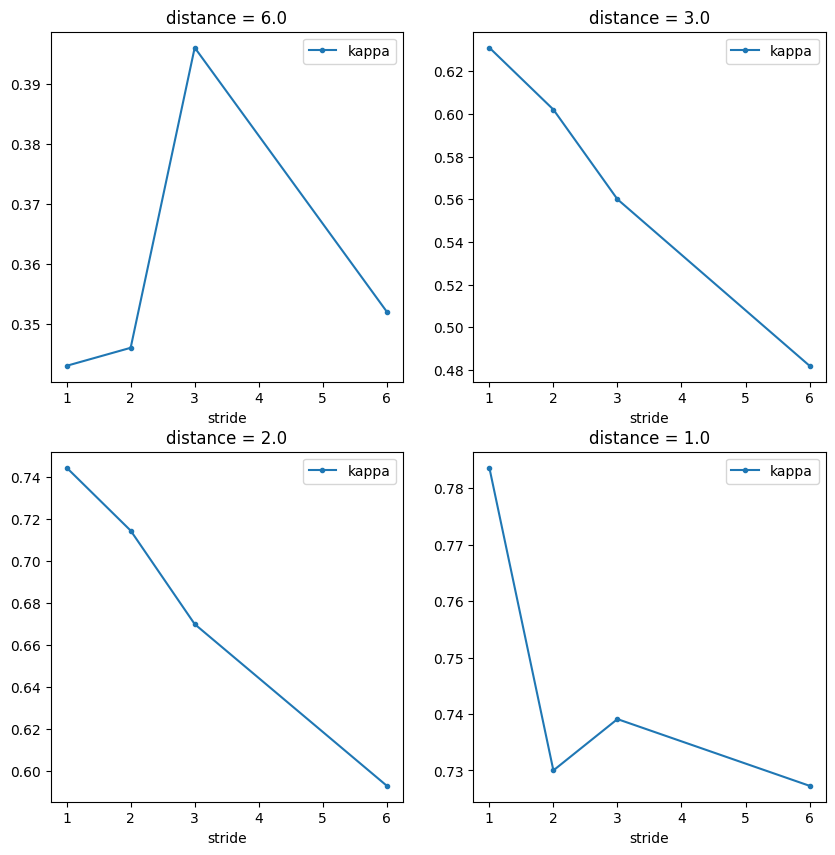 distance = 6.0
kappa
0.39
0.38
0.37
0.36
0.35
1 2 3 4 5 6
stride
distance = 3.0
kappa
0.62
0.60
0.58
0.56
0.54
0.52
0.50
0.48
1 2 3 4 5 6
stride
distance = 2.0
kappa
0.74
0.72
0.70
0.68
0.66
0.64
0.62
0.60
1 2 3 4 5 6
stride
distance = 1.0
kappa
0.78
0.77
0.76
0.75
0.74
0.73
1 2 3 4 5 6
stride